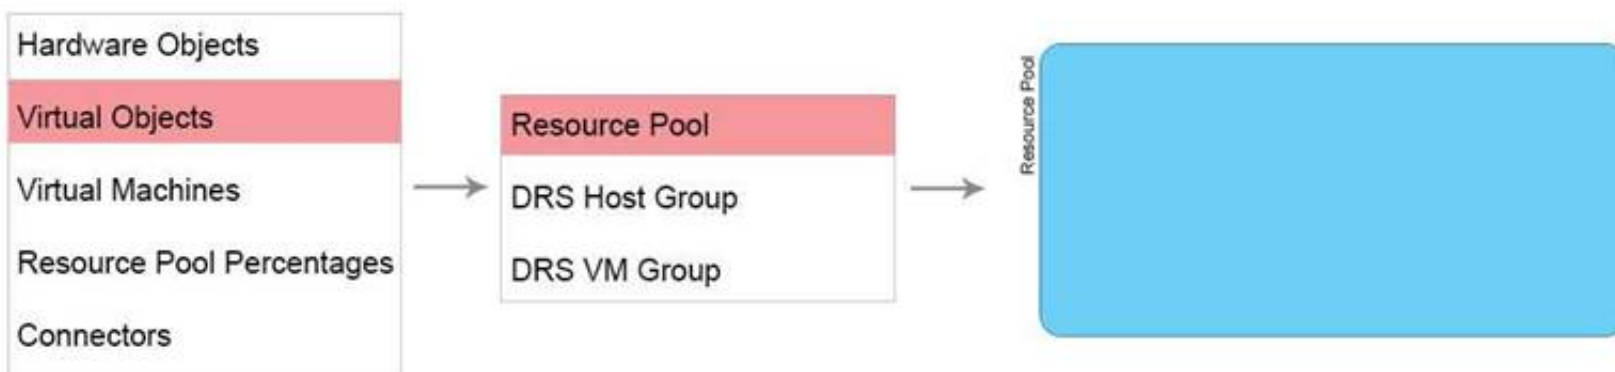 Hardware Objects
Virtual Objects
Virtual Machines
Resource Pool Percentages
Connectors
Resource Pool
DRS Host Group
DRS VM Group
Resource Pool